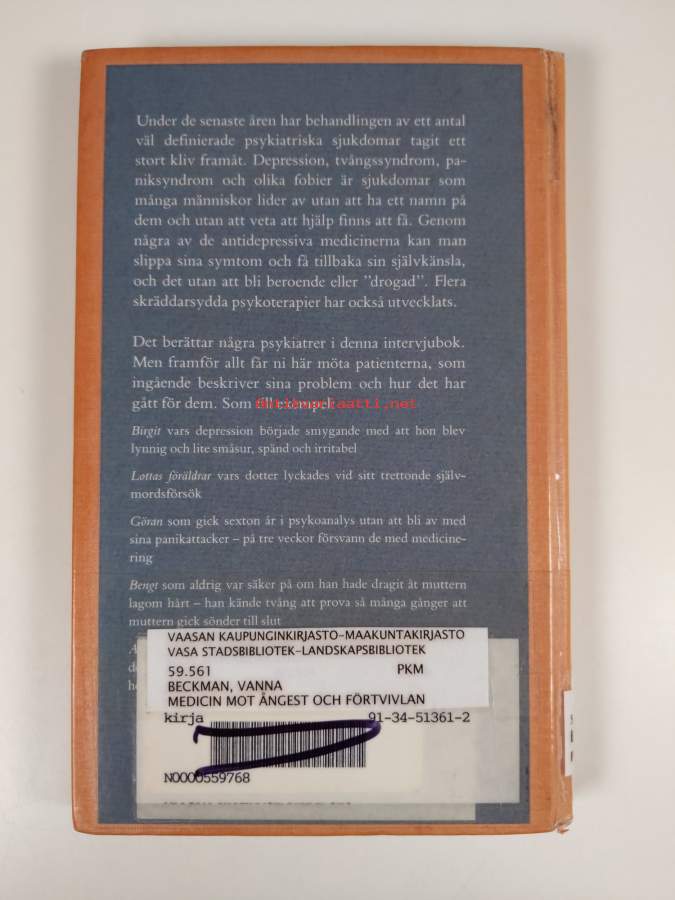 Under de senaste åren har behandlingen av ett antal
väl definierade psykiatriska sjukdomar tagit ett
stort kliv framåt. Depression, tvångssyndrom, pa-
niksyndrom och olika fobier är sjukdomar som
många människor lider av utan att ha ett namn på
dem och utan att veta att hjälp finns att få. Genom
några av de antidepressiva medicinerna kan man
slippa sina symtom och få tillbaka sin självkänsla,
och det utan att bli beroende eller ”drogad”. Flera
skräddarsydda psykoterapier har också utvecklats.
Det berättar några psykiatrer i denna intervjubok.
Men framför allt får ni här möta patienterna, som
ingående beskriver sina problem och hur det har
gått för dem. Som till exempel
Birgit vars depression började smygande med att hon blev
lynnig och lite småsur, spänd och irritabel
Lottas föräldrar vars dotter lyckades vid sitt trettonde själv-
mordsförsök
Göran som gick sexton år i psykoanalys utan att bli av med
sina panikattacker – på tre veckor försvann de med medicine-
ring
Bengt som aldrig var säker på om han hade dragit åt muttern
lagom hårt – han kände tvång att prova så många gånger att
muttern gick sönder till slut
VAASAN KAUPUNGINKIRJASTO–MAAKUNTAKIRJASTO
VASA STADSBIBLIOTEK–LANDSKAPSBIBLIOTEK
59.561 PKM
BECKMAN, VANNA
MEDICIN MOT ÅNGEST OCH FÖRTVIVLAN
kirja 91-34-51361-2
N0000559768